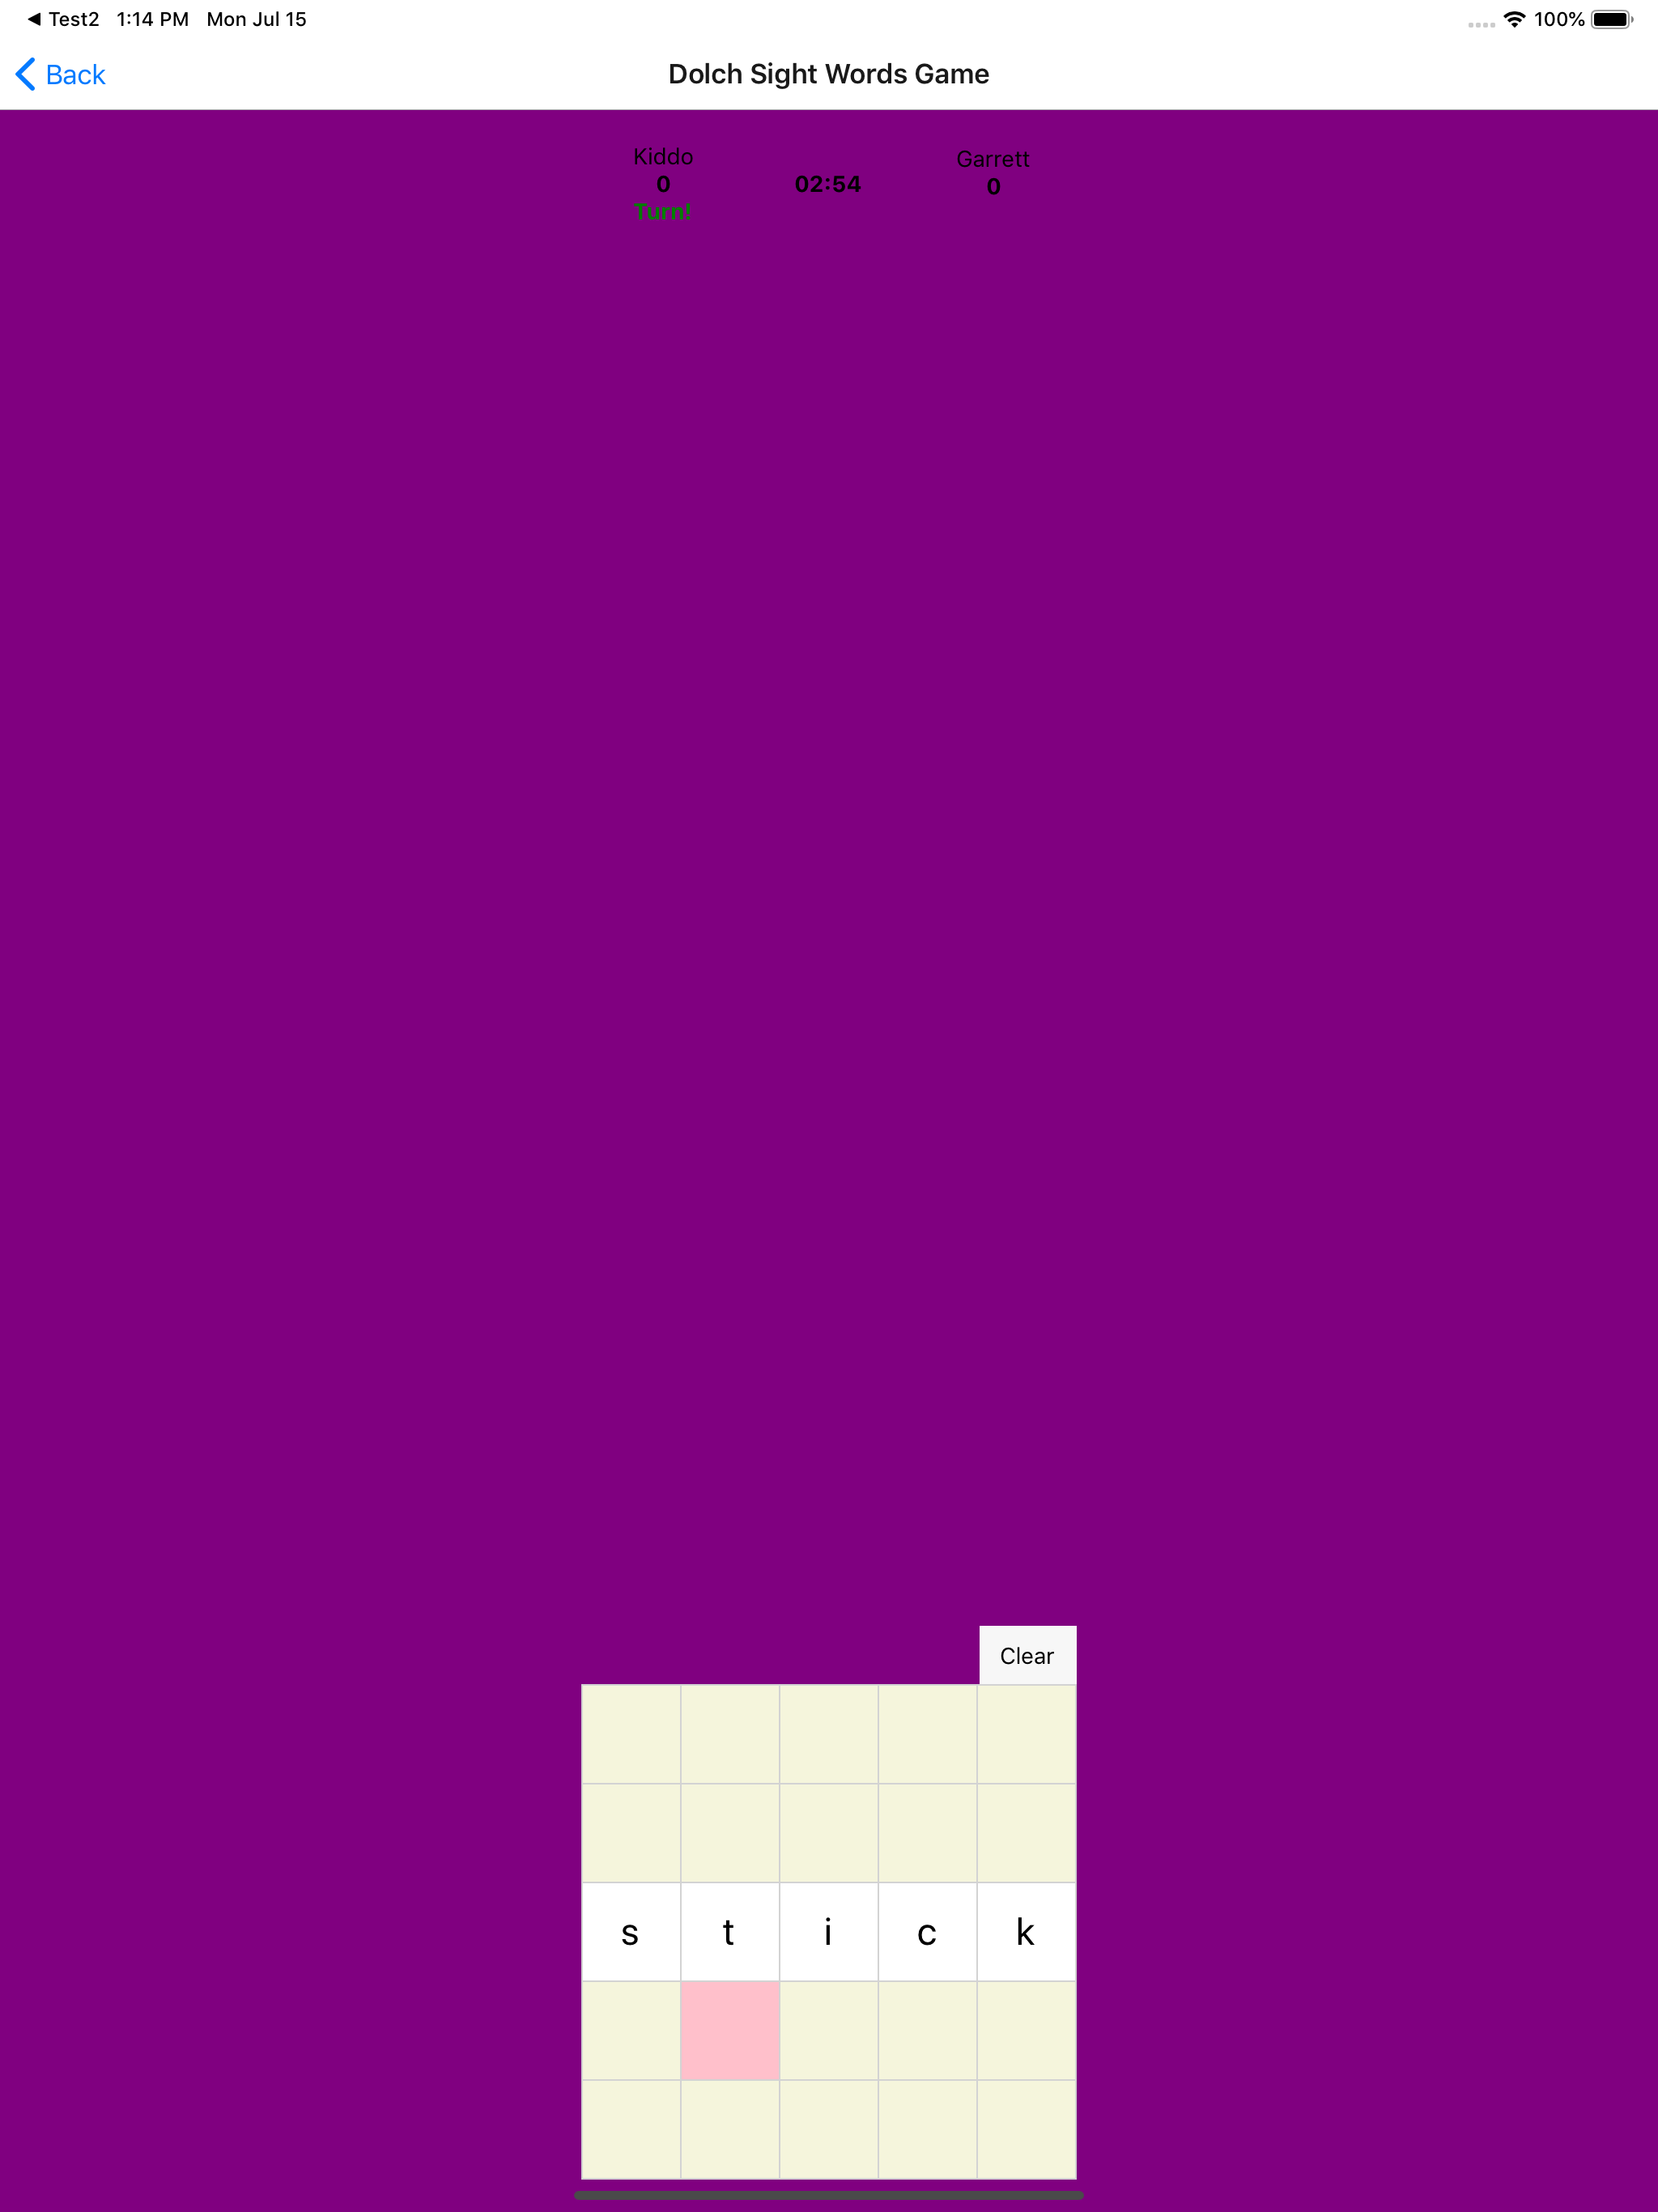 ◀ Test2 1:14 PM Mon Jul 15 100%
Back Dolch Sight Words Game
Kiddo Garrett
0 02:54 0
Turn!
Clear
s t i c k